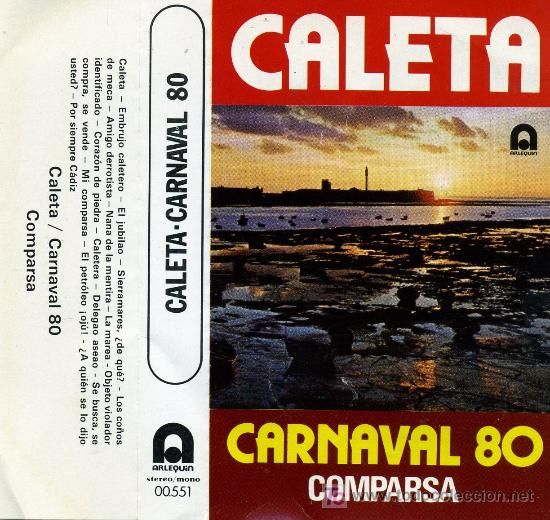 Caleta – Embrujo caletero – El jubilao – Sierramares, ¿de qué? – Los coños
de meca – Amigo derrotista – Nana de la mentira – La marea – Objeto violador
identificado – Corazón de piedra – Caletera – Delegao aseao – Se busca, se
compra, se vende – Mi comparsa – El petróleo ¡ojú! – ¿A quién se lo dijo
usted? – Por siempre Cádiz
Caleta / Carnaval 80
Comparsa
CALETA-CARNAVAL 80
ARLEQUIN
stereo/mono
00.551
CALETA
ARLEQUIN
CARNAVAL 80
COMPARSA
todocoleccion.net